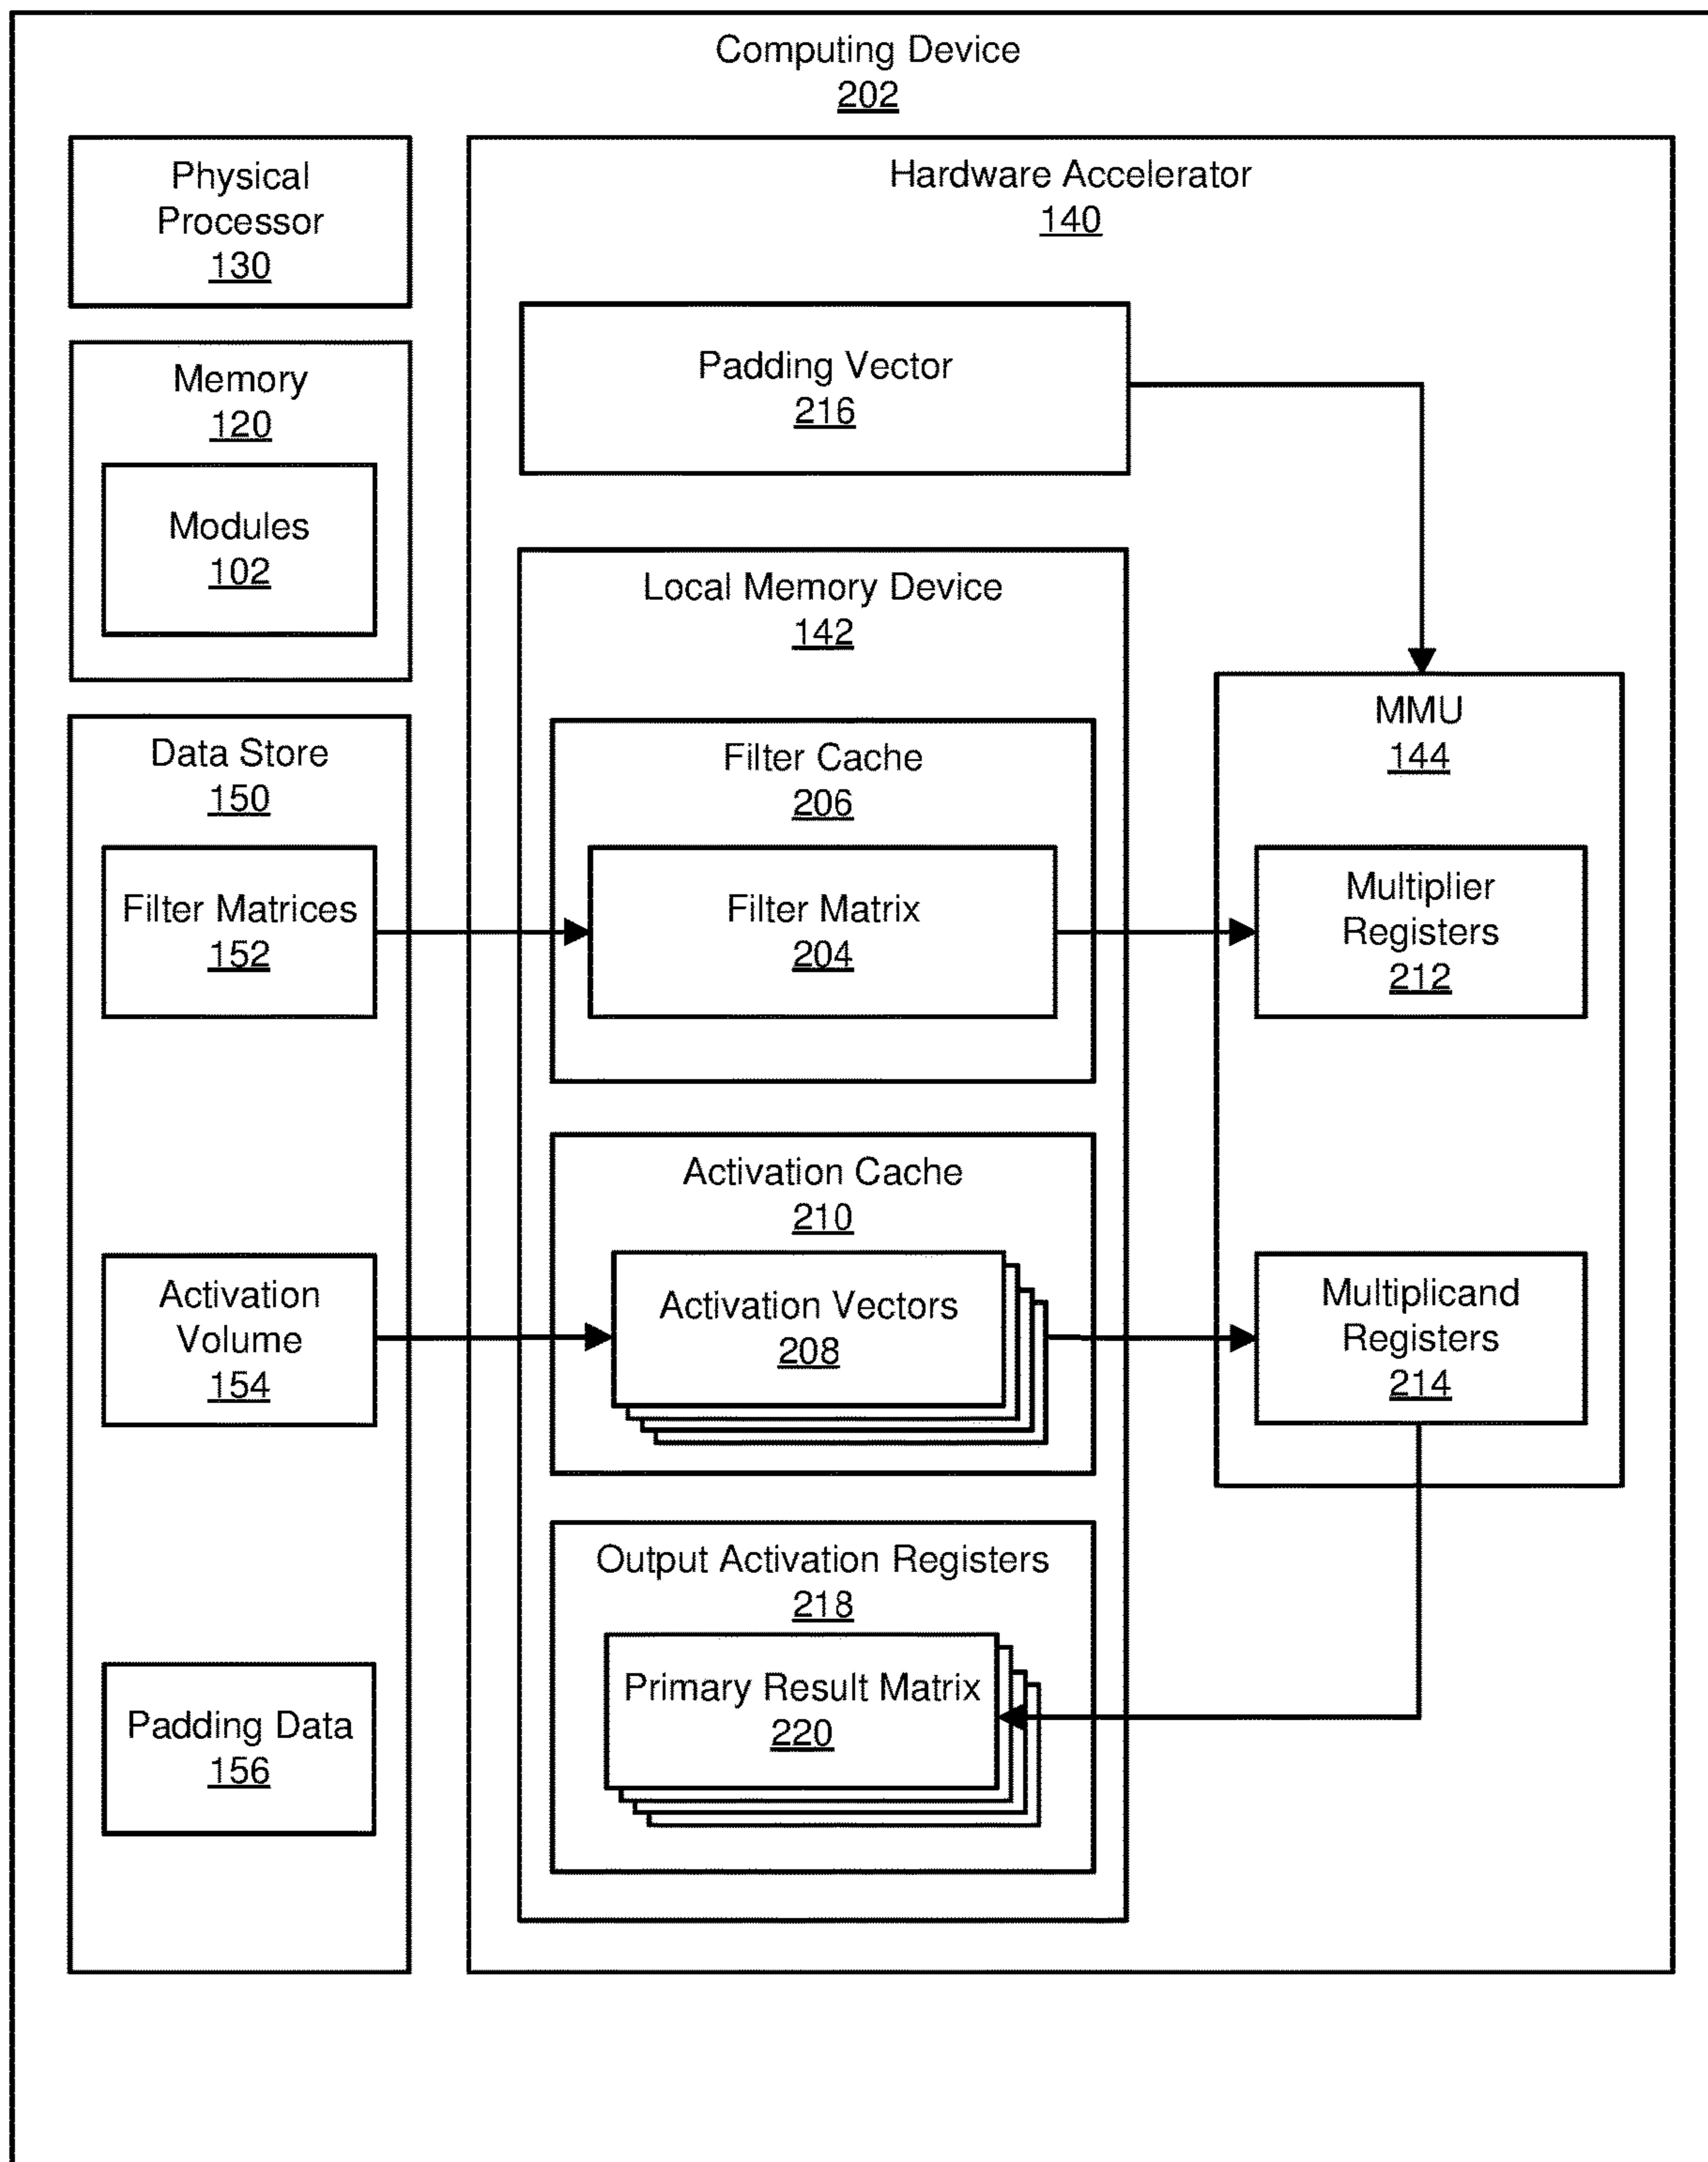 Computing Device
202
Physical
Processor
130
Memory
120
Modules
102
Data Store
150
Filter Matrices
152
Activation
Volume
154
Padding Data
156
Hardware Accelerator
140
Padding Vector
216
Local Memory Device
142
Filter Cache
206
Filter Matrix
204
Activation Cache
210
Activation Vectors
208
Output Activation Registers
218
Primary Result Matrix
220
MMU
144
Multiplier
Registers
212
Multiplicand
Registers
214